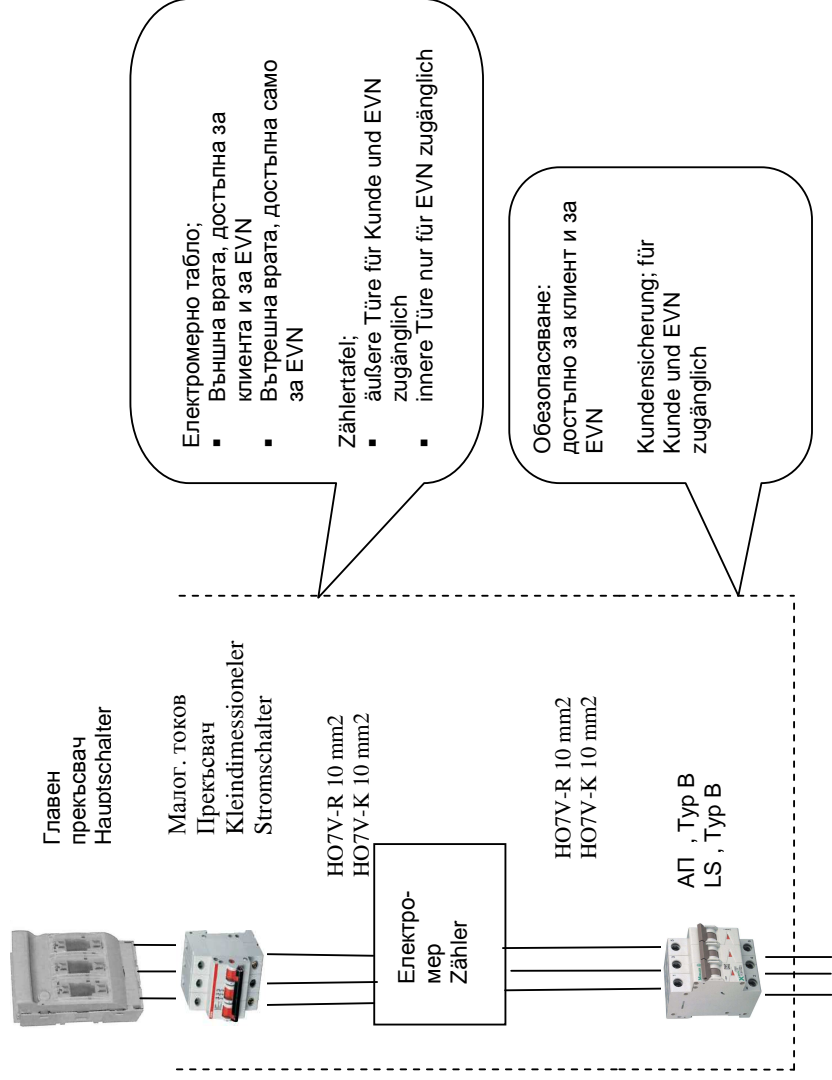 Главен
прекъсвач
Hauptschalter
Малог. токов
Прекъсвач
Kleindimessioneler
Stromschalter
HO7V-R 10 mm2
HO7V-K 10 mm2
Електро-
мер
Zähler
HO7V-R 10 mm2
HO7V-K 10 mm2
АП , Typ B
LS , Typ B
Електромерно табло;
▪ Външна врата, достъпна за
клиента и за EVN
▪ Вътрешна врата, достъпна само
за EVN
Zählertafel;
▪ äußere Türe für Kunde und EVN
zugänglich
▪ innere Türe nur für EVN zugänglich
Обезопасяване:
достъпно за клиент и за
EVN
Kundensicherung; für
Kunde und EVN
zugänglich